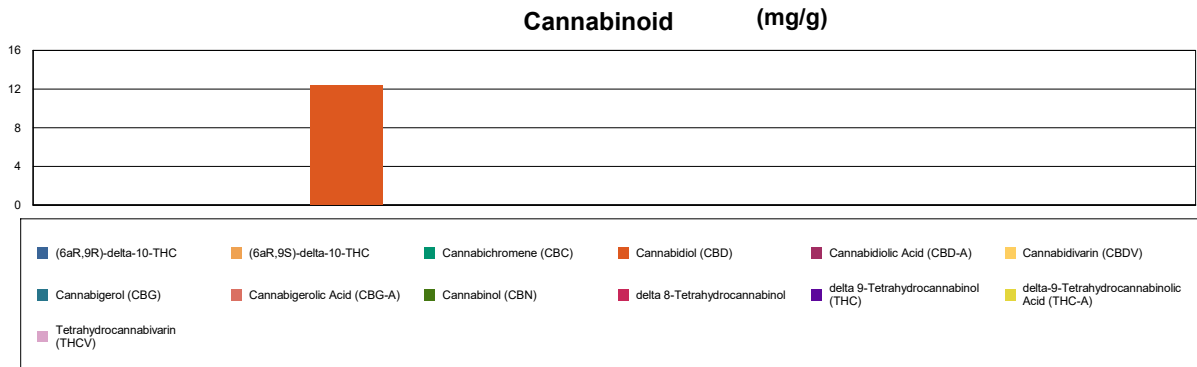 Cannabinoid (mg/g)
16
12
8
4
0
(6aR,9R)-delta-10-THC
(6aR,9S)-delta-10-THC
Cannabichromene (CBC)
Cannabidiol (CBD)
Cannabidiolic Acid (CBD-A)
Cannabidivarin (CBDV)
Cannabigerol (CBG)
Cannabigerolic Acid (CBG-A)
Cannabinol (CBN)
delta 8-Tetrahydrocannabinol
delta 9-Tetrahydrocannabinol
(THC)
delta-9-Tetrahydrocannabinolic
Acid (THC-A)
Tetrahydrocannabivarin
(THCV)